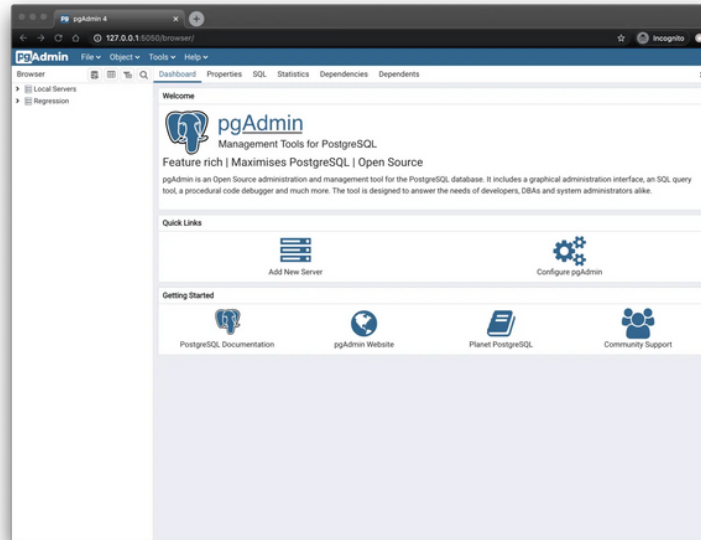 pgAdmin 4
127.0.0.1:5050/browser/
Incognito
pgAdmin File Object Tools Help
Browser
Dashboard Properties SQL Statistics Dependencies Dependents
Local Servers
Regression
Welcome
pgAdmin
Management Tools for PostgreSQL
Feature rich | Maximises PostgreSQL | Open Source
pgAdmin is an Open Source administration and management tool for the PostgreSQL database. It includes a graphical administration interface, an SQL query
tool, a procedural code debugger and much more. The tool is designed to answer the needs of developers, DBAs and system administrators alike.
Quick Links
Add New Server
Configure pgAdmin
Getting Started
PostgreSQL Documentation
pgAdmin Website
Planet PostgreSQL
Community Support